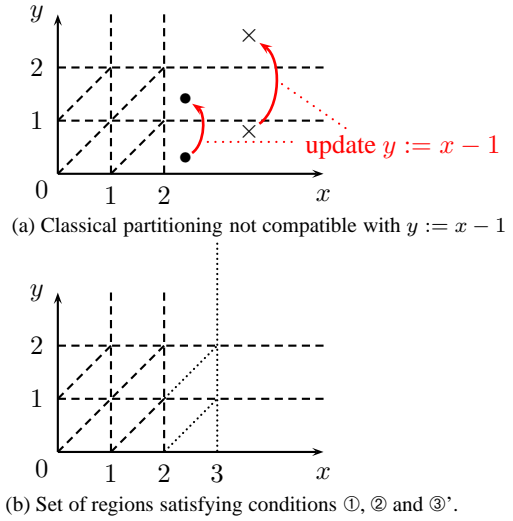 y
2
1
0
1
2
x
update y := x − 1
(a) Classical partitioning not compatible with y := x − 1
y
2
1
0
1
2
3
x
(b) Set of regions satisfying conditions ①, ② and ③'.